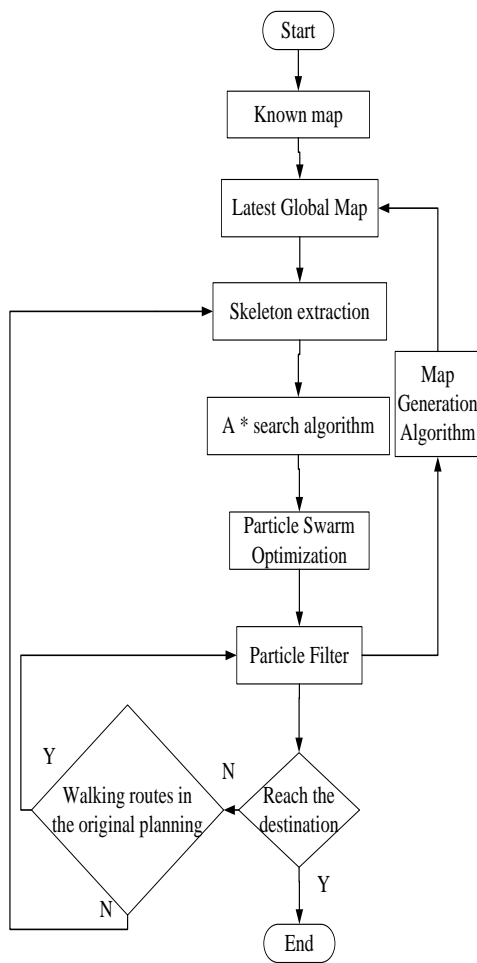 Start
Known map
Latest Global Map
Skeleton extraction
Map
Generation
Algorithm
A * search algorithm
Particle Swarm
Optimization
Particle Filter
Y
N
Walking routes in
the original planning
Reach the
destination
N
Y
End